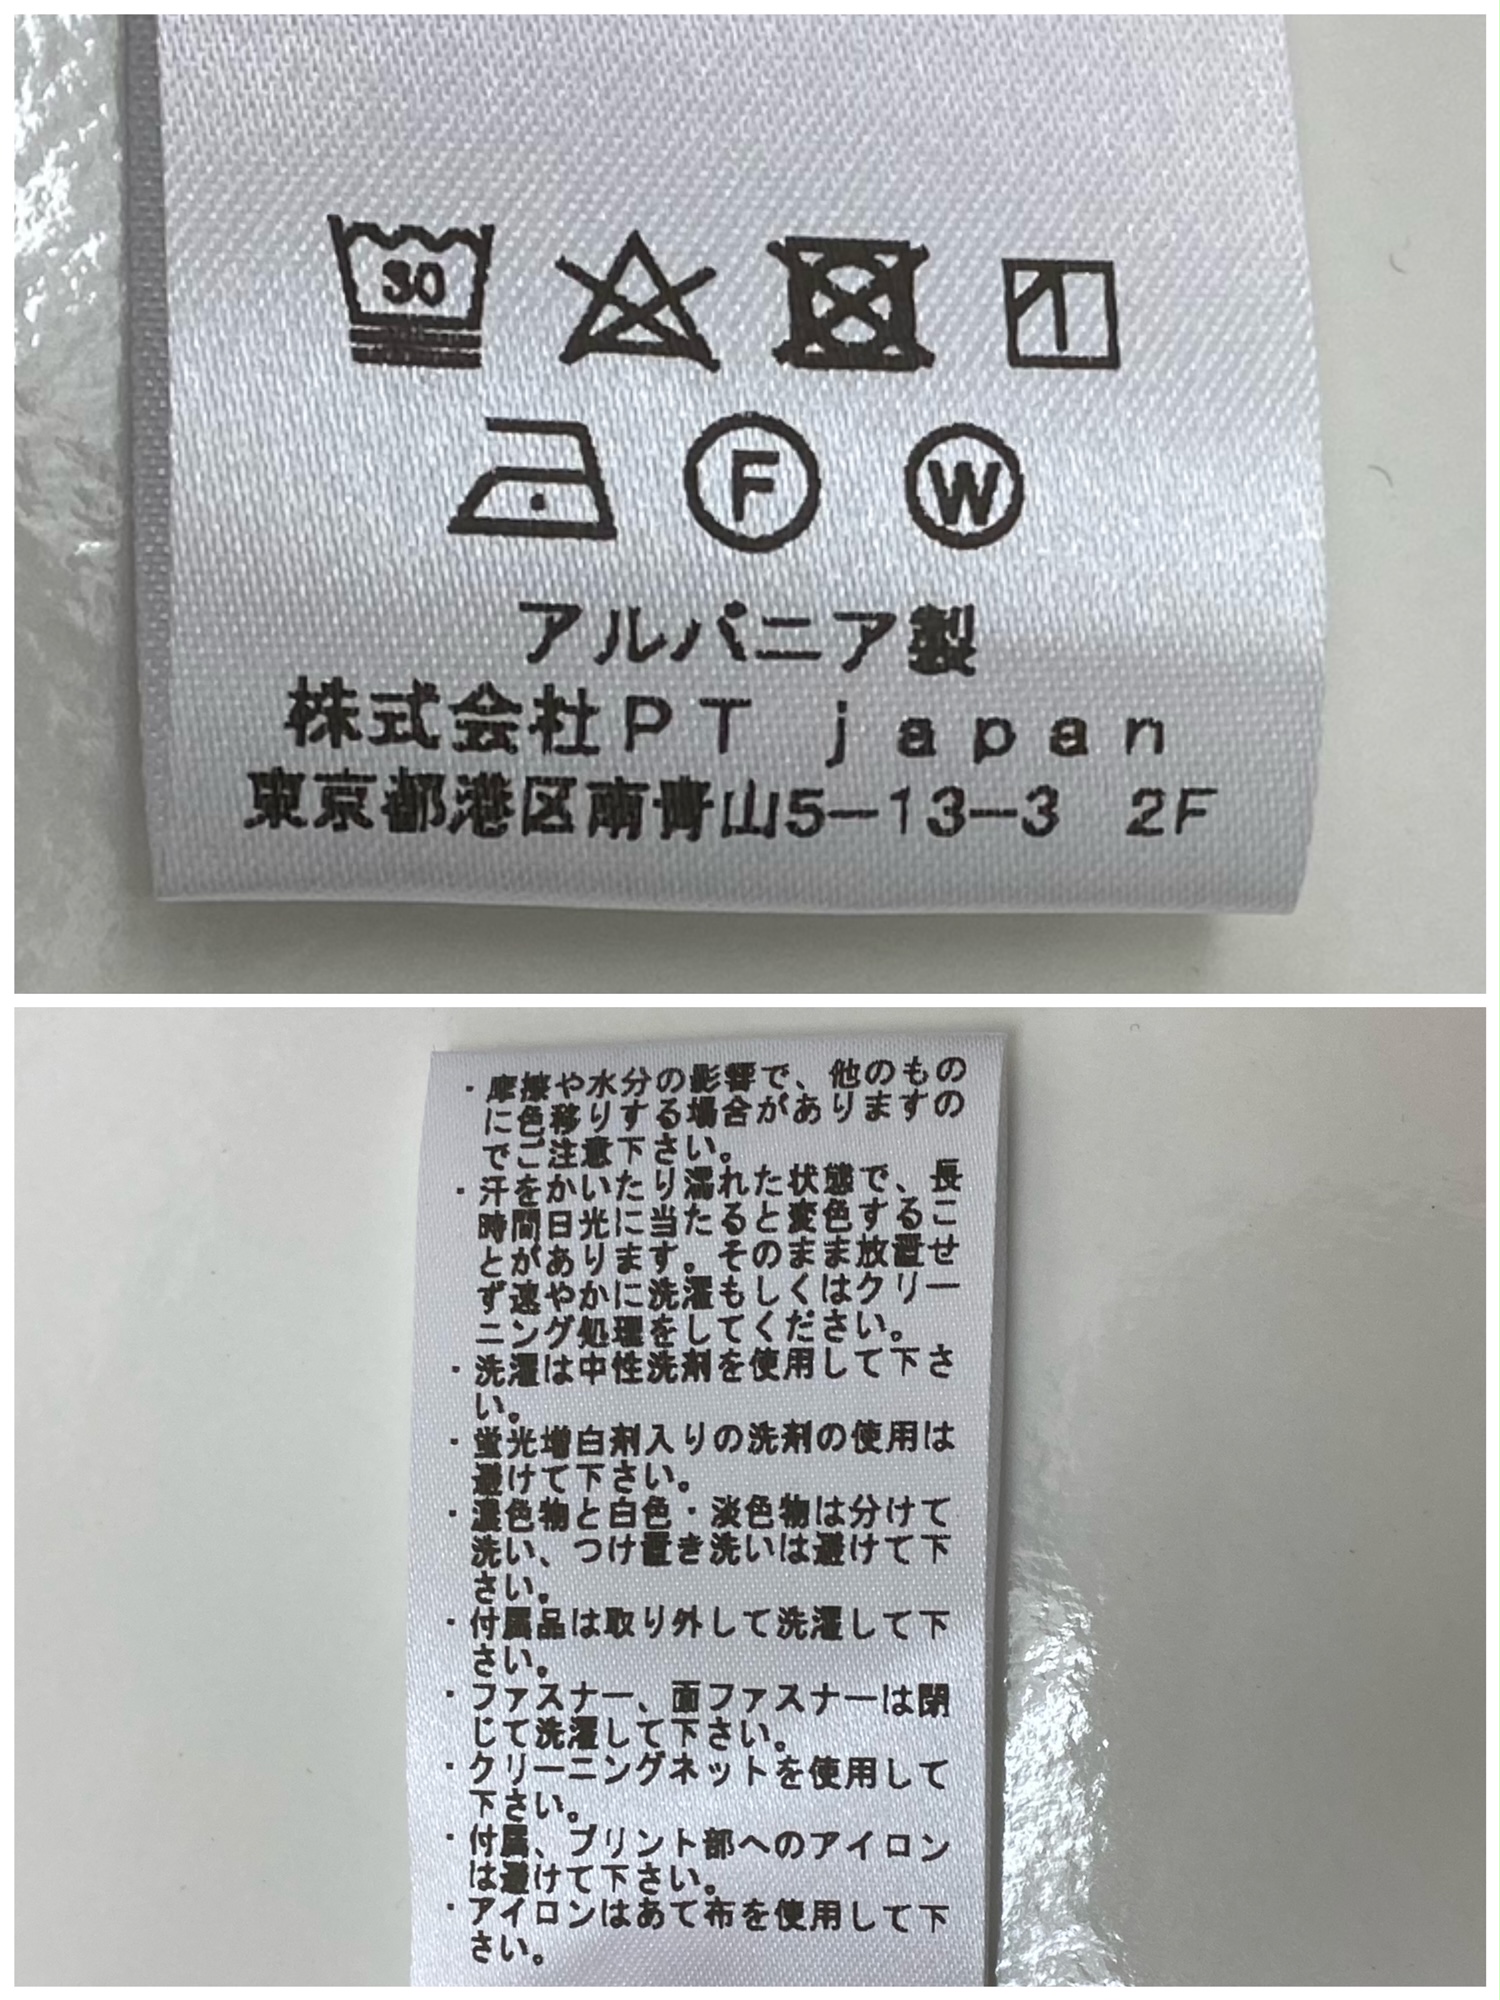 30
F W
アルバニア製
株式会社PT japan
東京都港区南青山5-13-3 2F
・摩擦や水分の影響で、他のもの
に色移りする場合がありますの
でご注意下さい。
・汗をかいたり濡れた状態で、長
時間日光に当たると変色するこ
とがあります。そのまま放置せ
ず速やかに洗濯もしくはクリー
ニング処理をしてください。
・洗濯は中性洗剤を使用して下さ
い。
・蛍光増白剤入りの洗剤の使用は
避けて下さい。
・濃色物と白色・淡色物は分けて
洗い、つけ置き洗いは避けて下
さい。
・付属品は取り外して洗濯して下
さい。
・ファスナー、面ファスナーは閉
じて洗濯して下さい。
・クリーニングネットを使用して
下さい。
・付属、プリント部へのアイロン
は避けて下さい。
・アイロンはあて布を使用して下
さい。